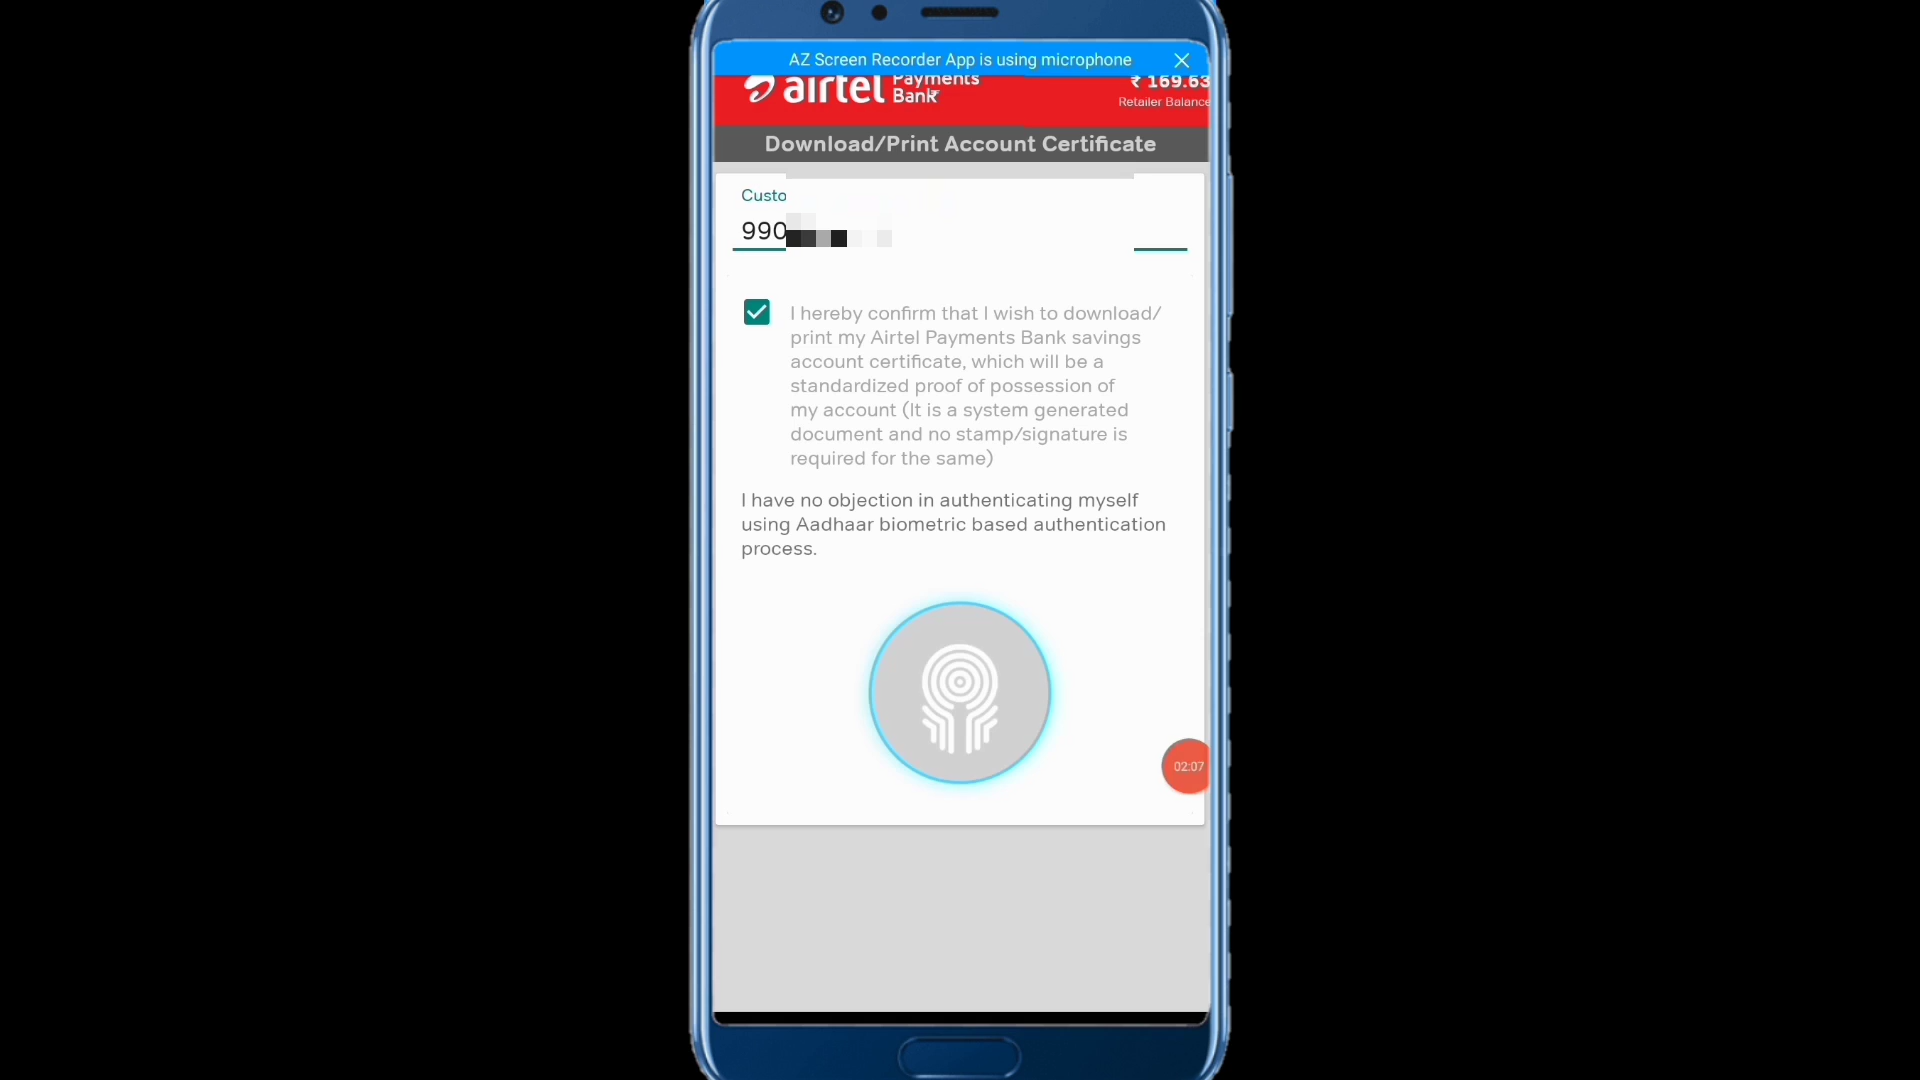 AZ Screen Recorder App is using microphone
airtel Payments Bank
₹ 169.63
Retailer Balance
Download/Print Account Certificate
Custo
990
I hereby confirm that I wish to download/
print my Airtel Payments Bank savings
account certificate, which will be a
standardized proof of possession of
my account (It is a system generated
document and no stamp/signature is
required for the same)
I have no objection in authenticating myself
using Aadhaar biometric based authentication
process.
02:07